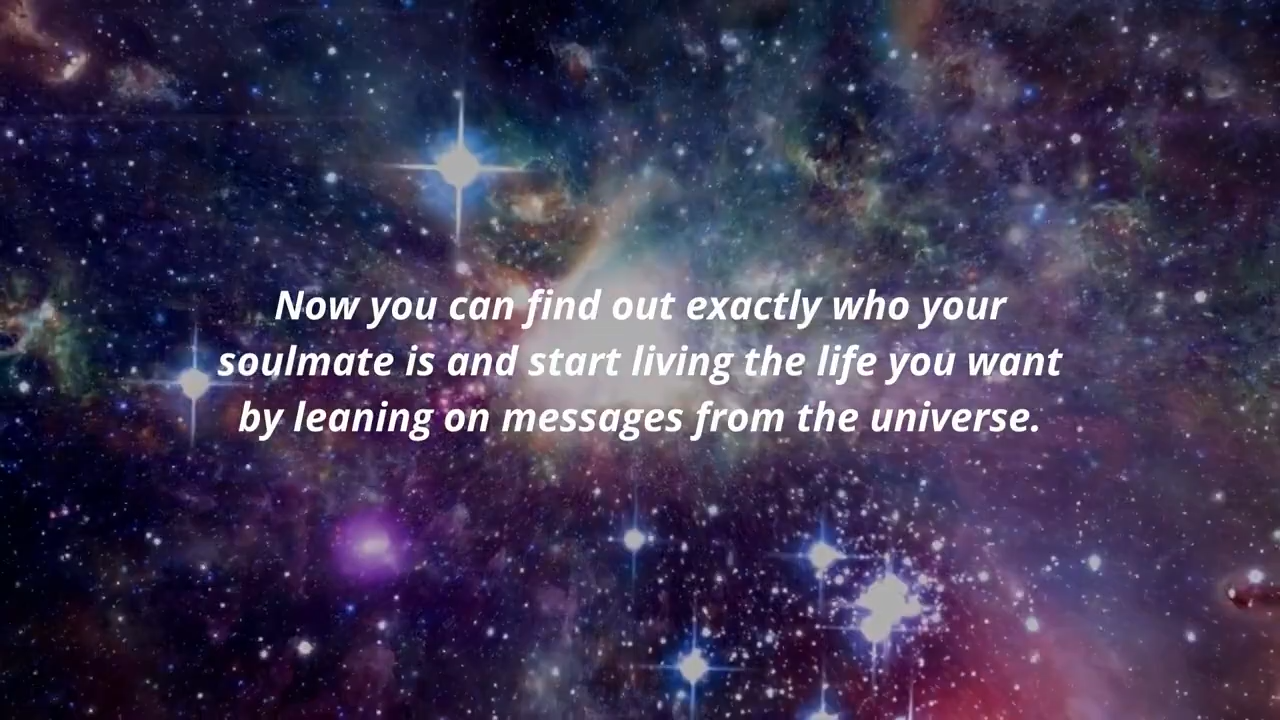 Now you can find out exactly who your
soulmate is and start living the life you want
by leaning on messages from the universe.